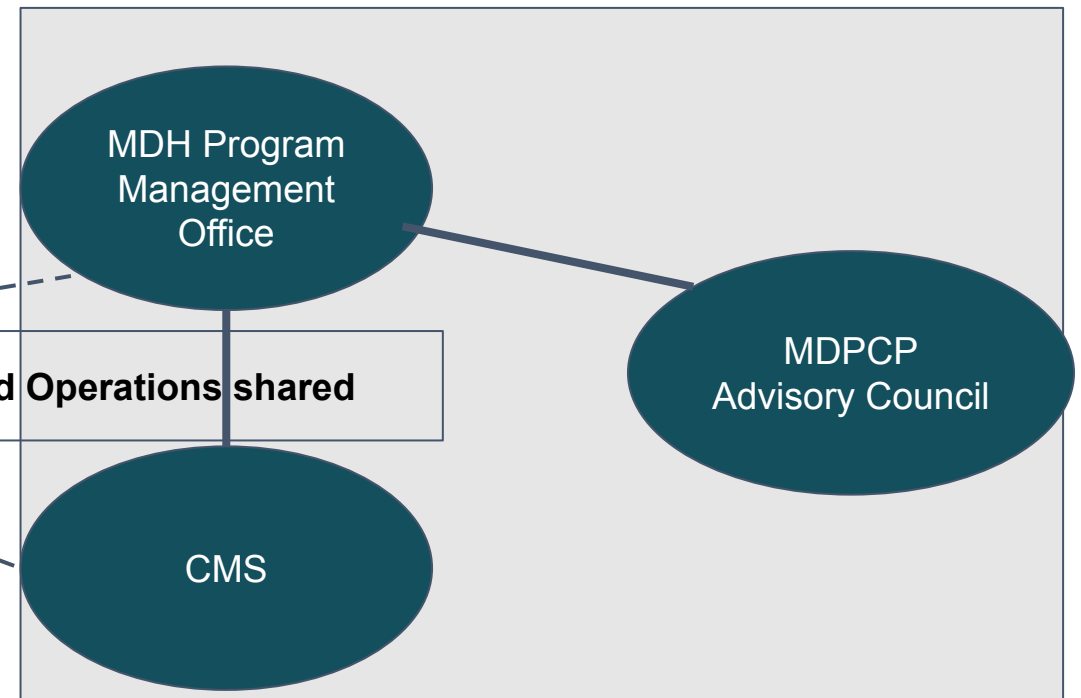 MDH Program
Management
Office
d Operations shared
MDPCP
Advisory Council
CMS